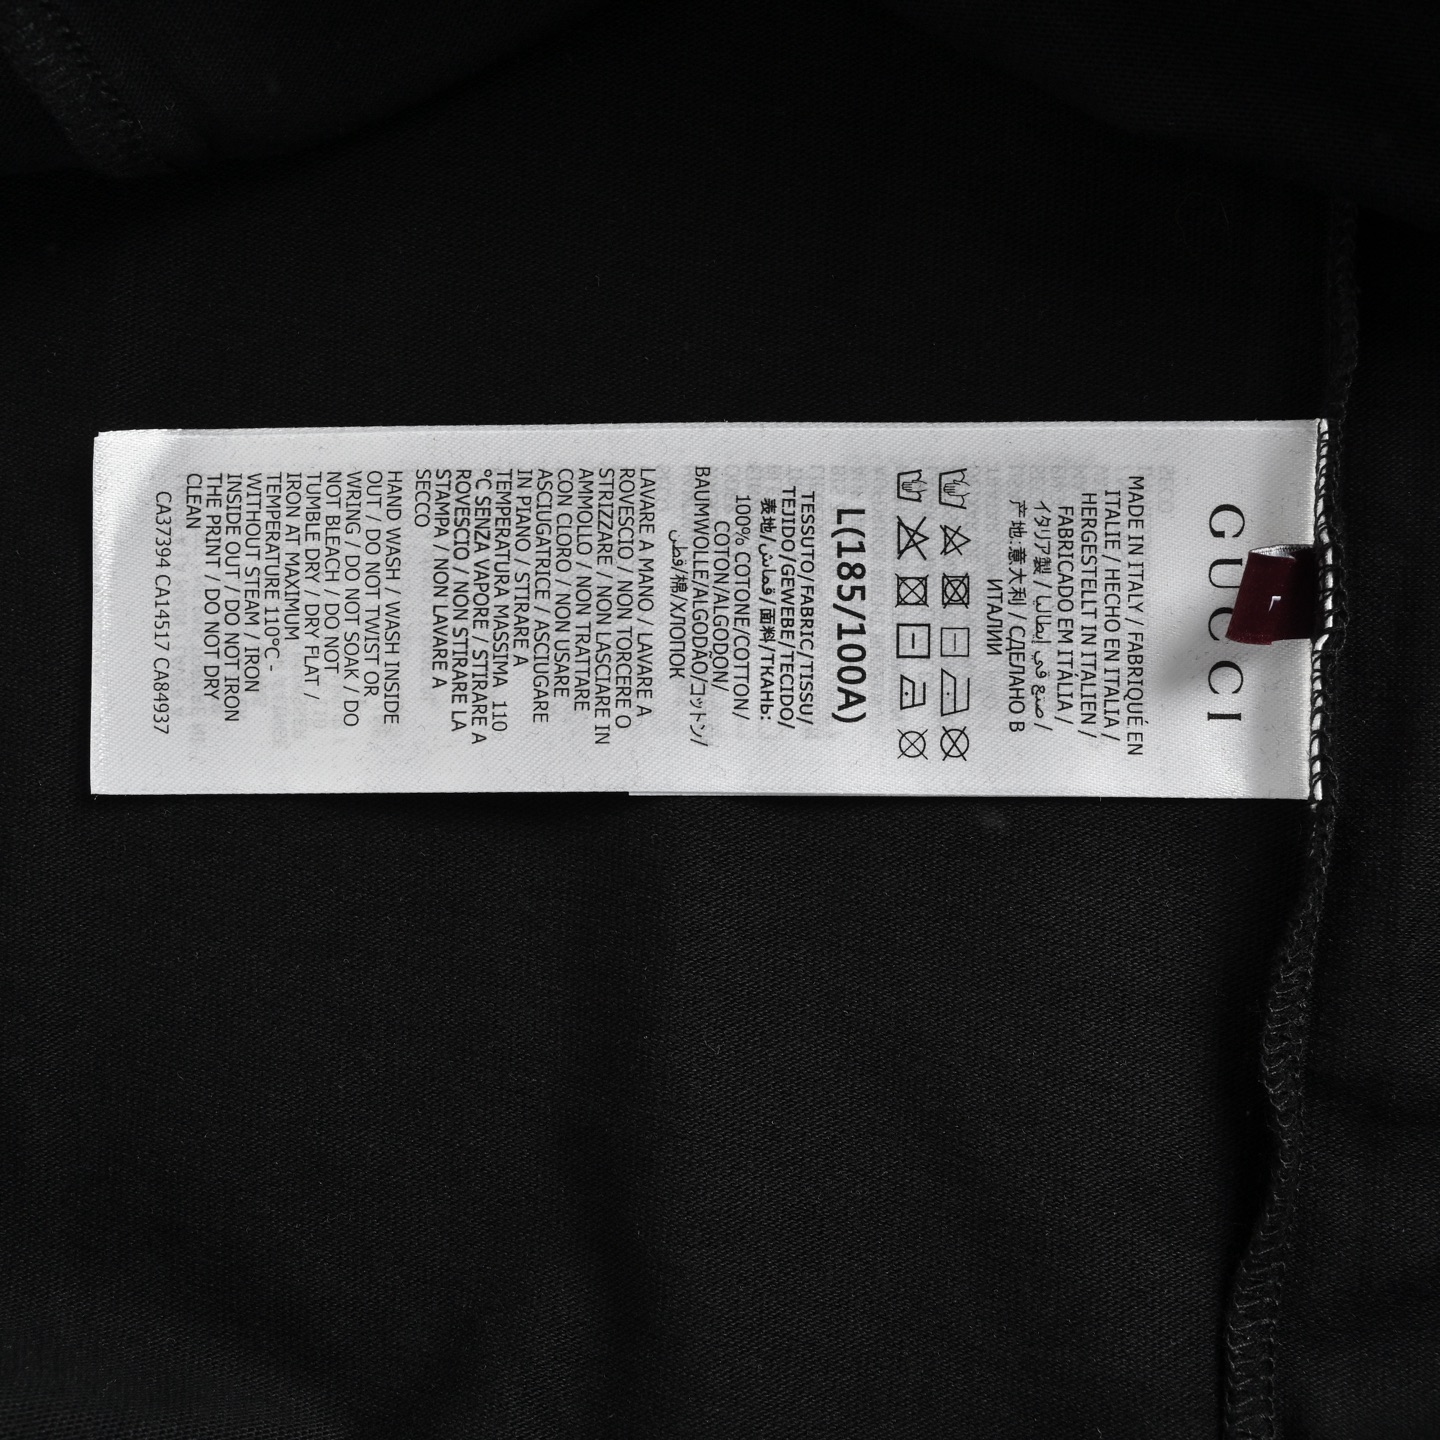 GUCCI
L
MADE IN ITALY / FABRIQUÉ EN
ITALIE / HECHO EN ITALIA /
HERGESTELLT IN ITALIEN /
FABRICADO EM ITÁLIA /
イタリア製 / صنع في إيطاليا /
产地:意大利 / СДЕЛАНО В
ИТАЛИИ
L(185/100A)
TESSUTO/FABRIC/TISSU/
TEJIDO/GEWEBE/TECIDO/
表地/قماش/面料/ТКАНЬ:
100% COTONE/COTTON/
COTON/ALGODON/
BAUMWOLLE/ALGODÃO/コットン/
قطن/棉/ХЛОПОК
LAVARE A MANO / LAVARE A
ROVESCIO / NON TORCERE O
STRIZZARE / NON LASCIARE IN
AMMOLLO / NON TRATTARE
CON CLORO / NON USARE
ASCIUGATRICE / ASCIUGARE
IN PIANO / STIRARE A
TEMPERATURA MASSIMA 110
°C SENZA VAPORE / STIRARE A
ROVESCIO / NON STIRARE LA
STAMPA / NON LAVARE A
SECCO
HAND WASH / WASH INSIDE
OUT / DO NOT TWIST OR
WRING / DO NOT SOAK / DO
NOT BLEACH / DO NOT
TUMBLE DRY / DRY FLAT /
IRON AT MAXIMUM
TEMPERATURE 110°C -
WITHOUT STEAM / IRON
INSIDE OUT / DO NOT IRON
THE PRINT / DO NOT DRY
CLEAN
CA37394 CA14517 CA84937